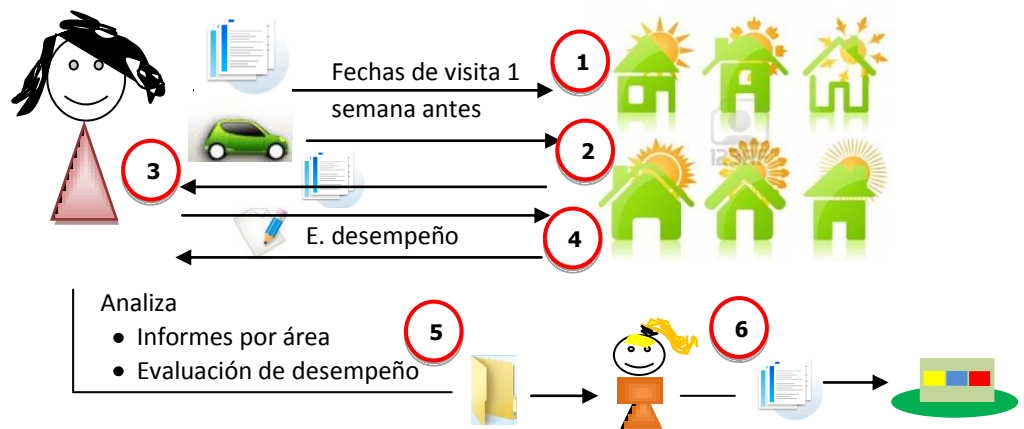 1
Fechas de visita 1
semana antes
2
3
E. desempeño
4
Analiza
• Informes por área
• Evaluación de desempeño
5
6